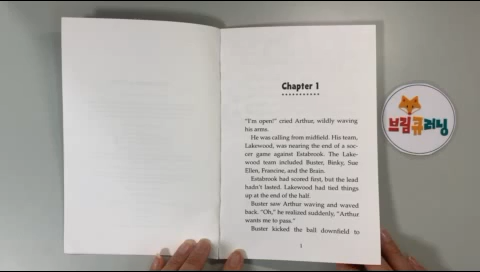 Chapter 1
"I'm open!" cried Arthur, wildly waving
his arms.
He was calling from midfield. His team,
Lakewood, was nearing the end of a soc-
cer game against Estabrook. The Lake-
wood team included Buster, Binky, Sue
Ellen, Francine, and the Brain.
Estabrook had scored first, but the lead
hadn't lasted. Lakewood had tied things
up at the end of the half.
Buster saw Arthur waving and waved
back. "Oh," he realized suddenly, "Arthur
wants me to pass."
Buster kicked the ball downfield to
1
브림큐러닝